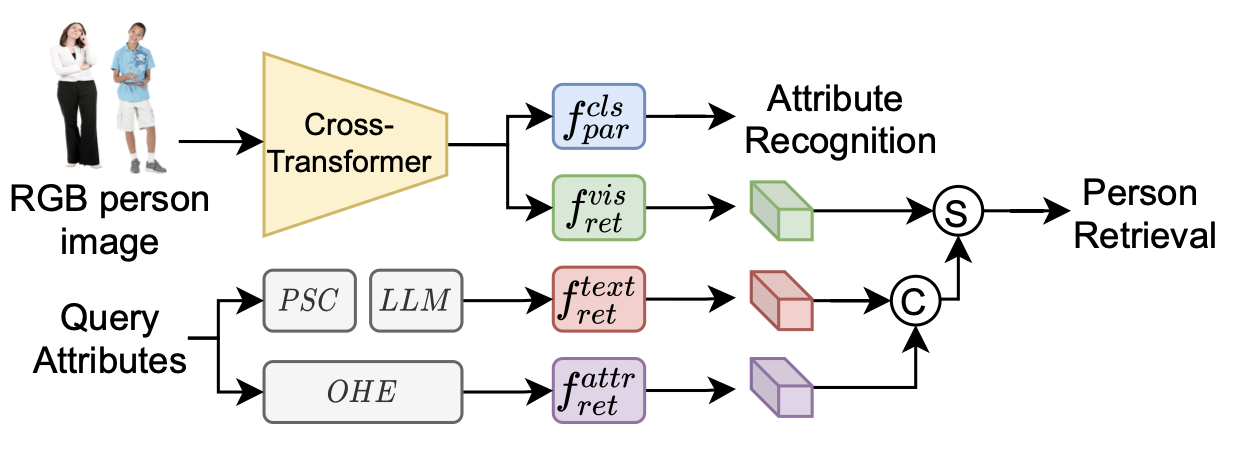 RGB person
image
Cross-
Transformer
f_{par}^{cls}
Attribute
Recognition
f_{ret}^{vis}
S
Person
Retrieval
Query
Attributes
PSC
LLM
f_{ret}^{text}
C
OHE
f_{ret}^{attr}